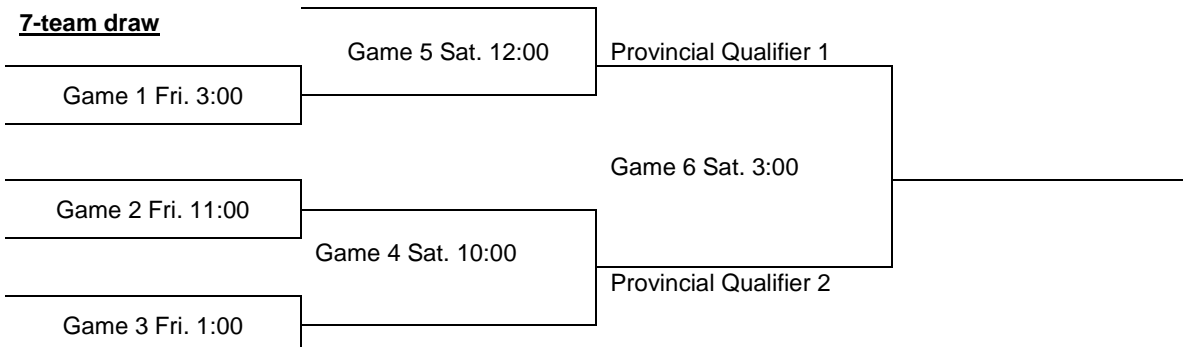 7-team draw
Game 5 Sat. 12:00
Provincial Qualifier 1
Game 1 Fri. 3:00
Game 6 Sat. 3:00
Game 2 Fri. 11:00
Game 4 Sat. 10:00
Provincial Qualifier 2
Game 3 Fri. 1:00